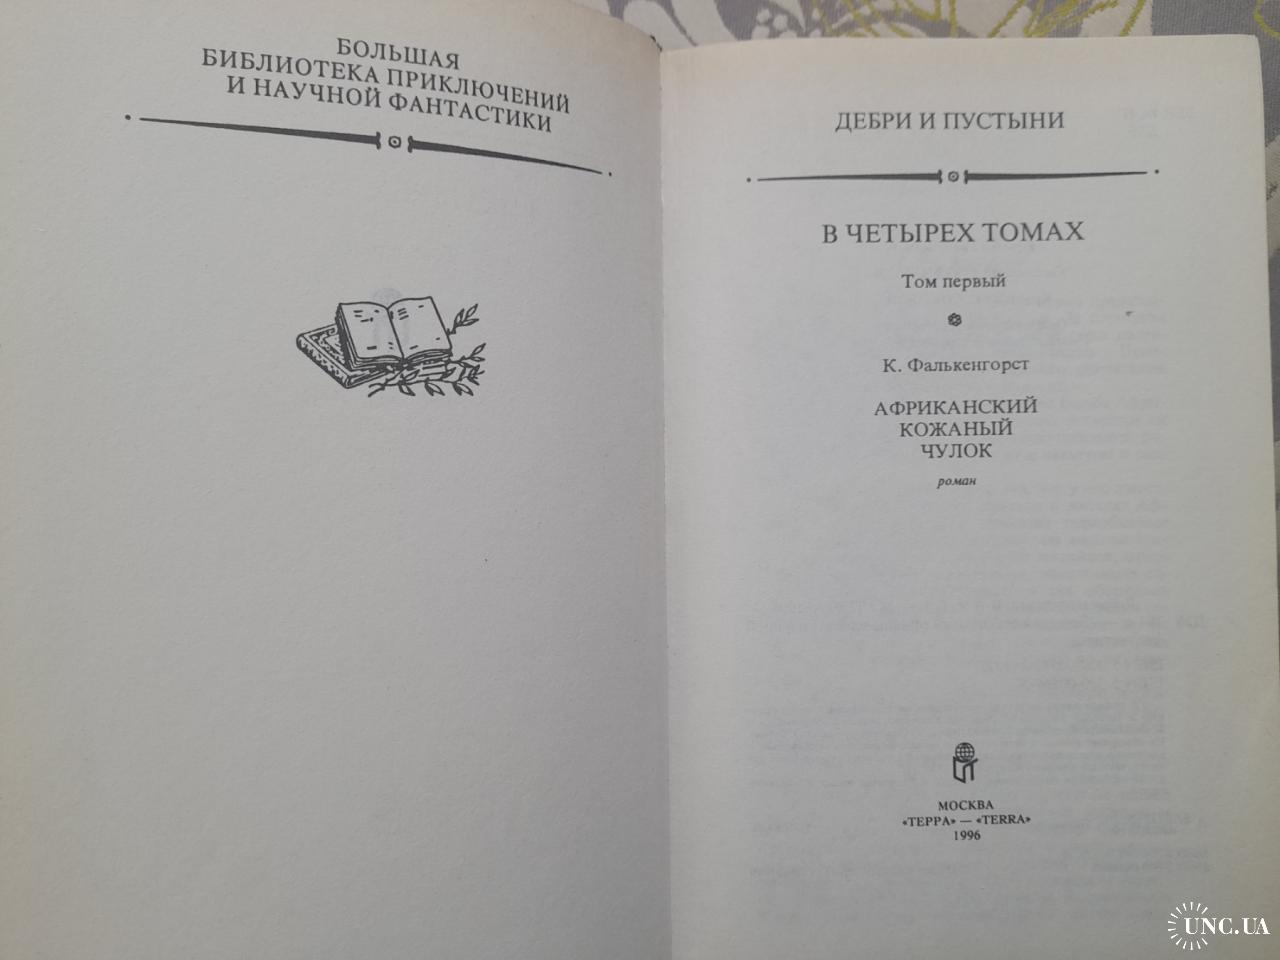 БОЛЬШАЯ
БИБЛИОТЕКА ПРИКЛЮЧЕНИЙ
И НАУЧНОЙ ФАНТАСТИКИ
ДЕБРИ И ПУСТЫНИ
В ЧЕТЫРЕХ ТОМАХ
Том первый
К. Фалькенгорст
АФРИКАНСКИЙ
КОЖАНЫЙ
ЧУЛОК
роман
МОСКВА
«ТЕРРА» — «TERRA»
1996
UNC.UA